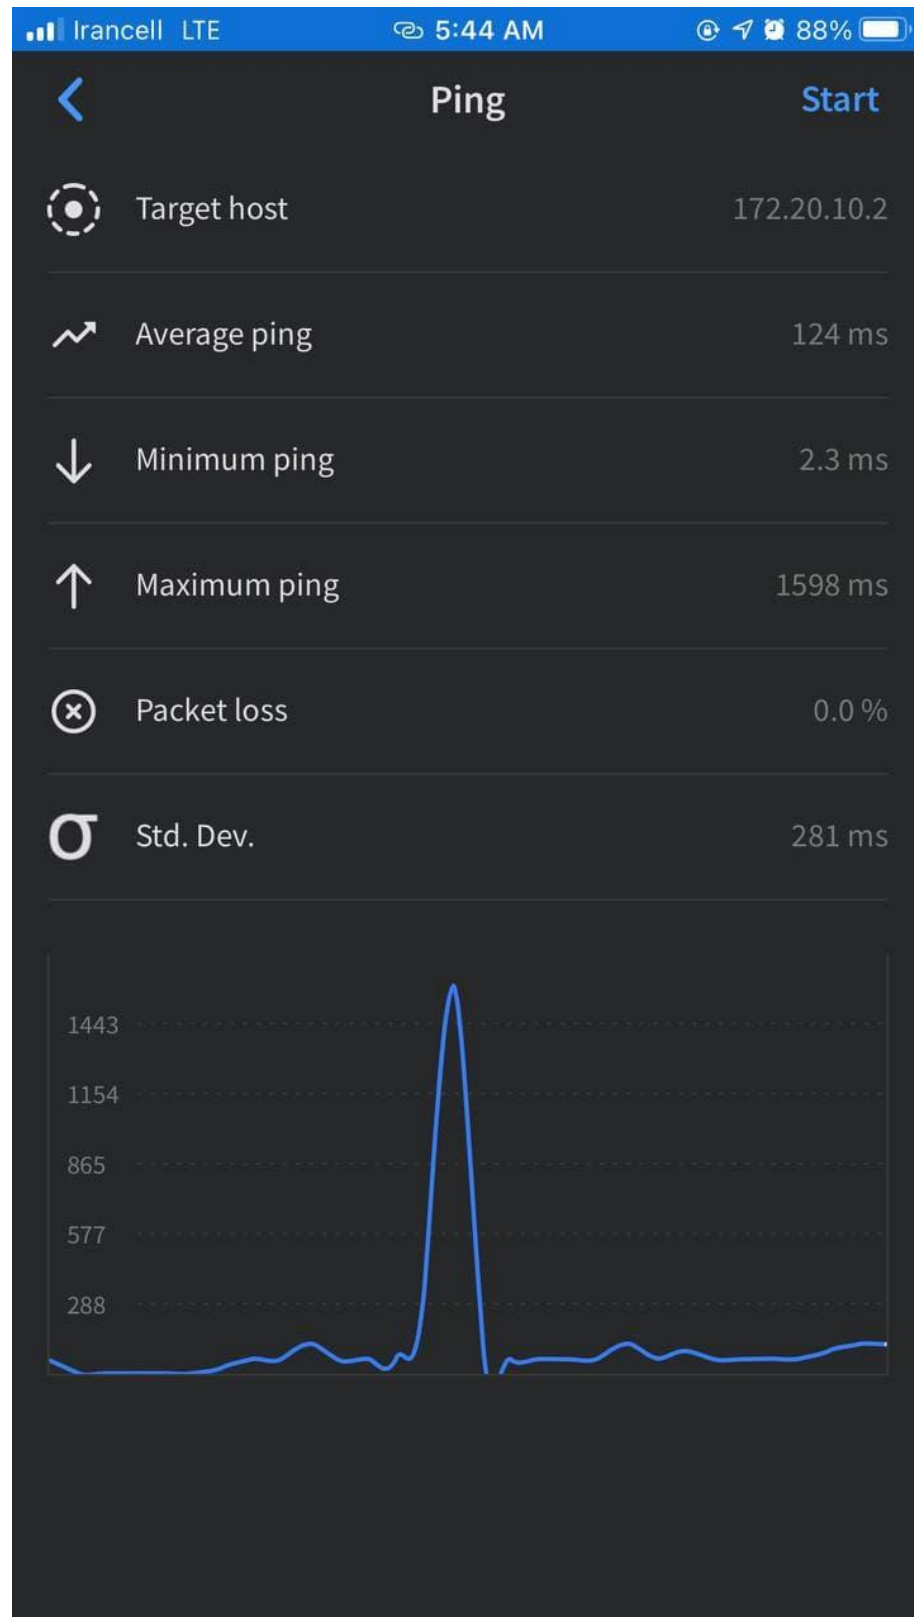 Irancell LTE 5:44 AM 88%
Ping Start
Target host 172.20.10.2
Average ping 124 ms
Minimum ping 2.3 ms
Maximum ping 1598 ms
Packet loss 0.0 %
σ Std. Dev. 281 ms
1443
1154
865
577
288